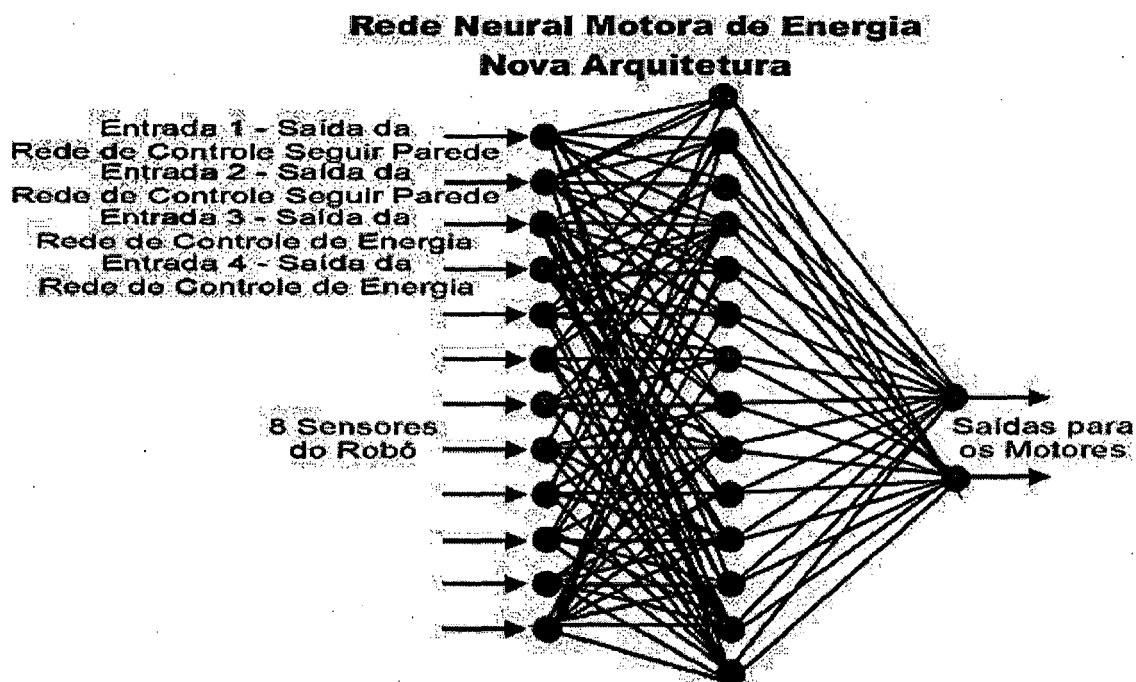 Rede Neural Motora de Energia
Nova Arquitetura
Entrada 1 - Saída da
Rede de Controle Seguir Parede
Entrada 2 - Saída da
Rede de Controle Seguir Parede
Entrada 3 - Saída da
Rede de Controle de Energia
Entrada 4 - Saída da
Rede de Controle de Energia
8 Sensores
do Robô
Saídas para
os Motores